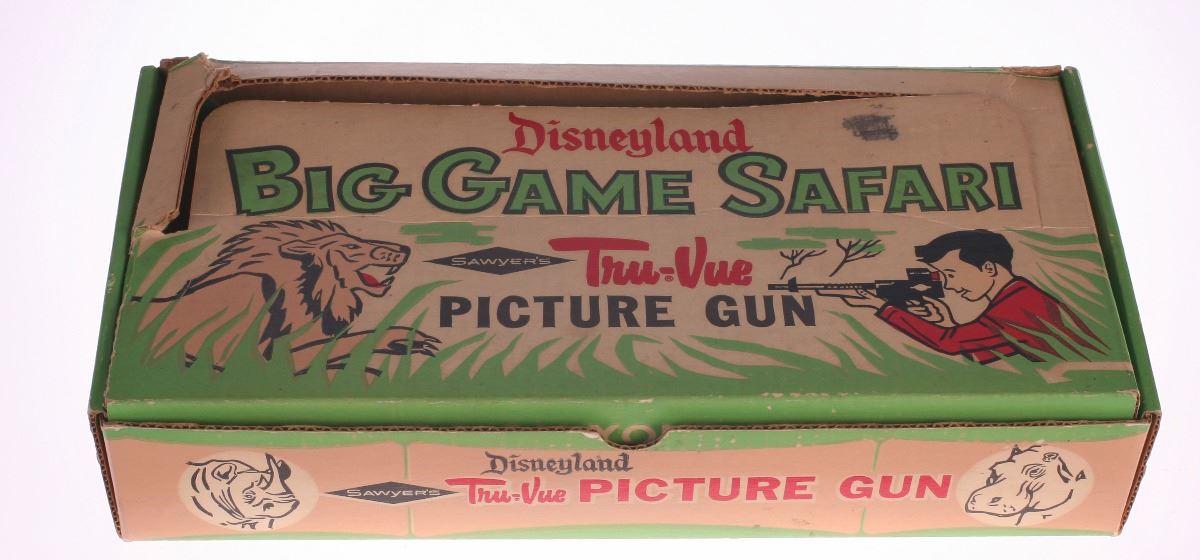 Disneyland
BIG GAME SAFARI
SAWYER'S Tru-Vue®
PICTURE GUN
Disneyland
SAWYER'S Tru-Vue PICTURE GUN